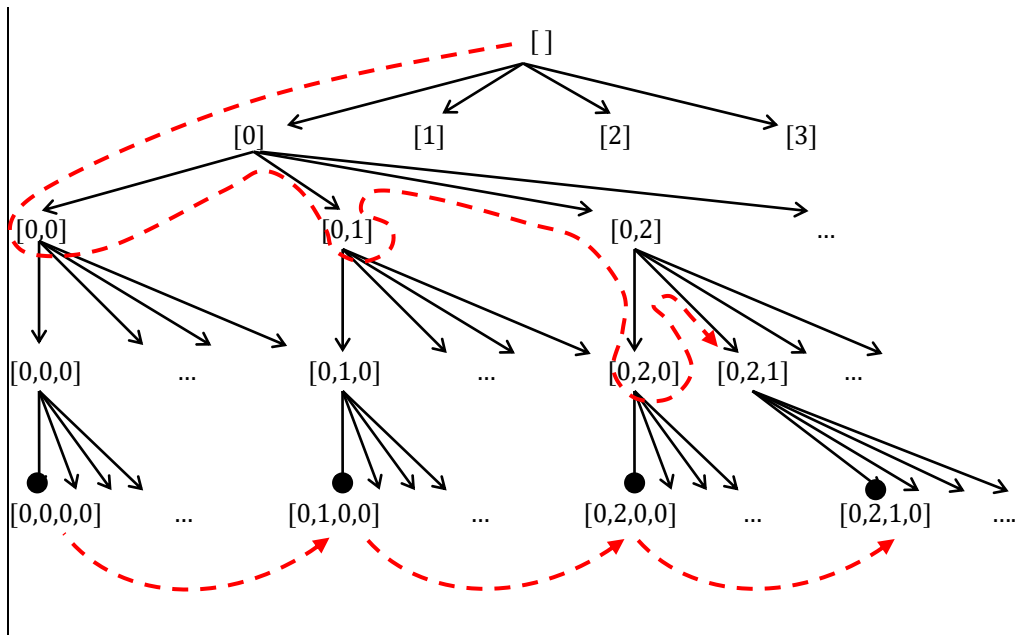 [ ]
[0] [1] [2] [3]
[0,0] [0,1] [0,2] ...
[0,0,0] ... [0,1,0] ... [0,2,0] [0,2,1] ...
[0,0,0,0] ... [0,1,0,0] ... [0,2,0,0] ... [0,2,1,0] ....